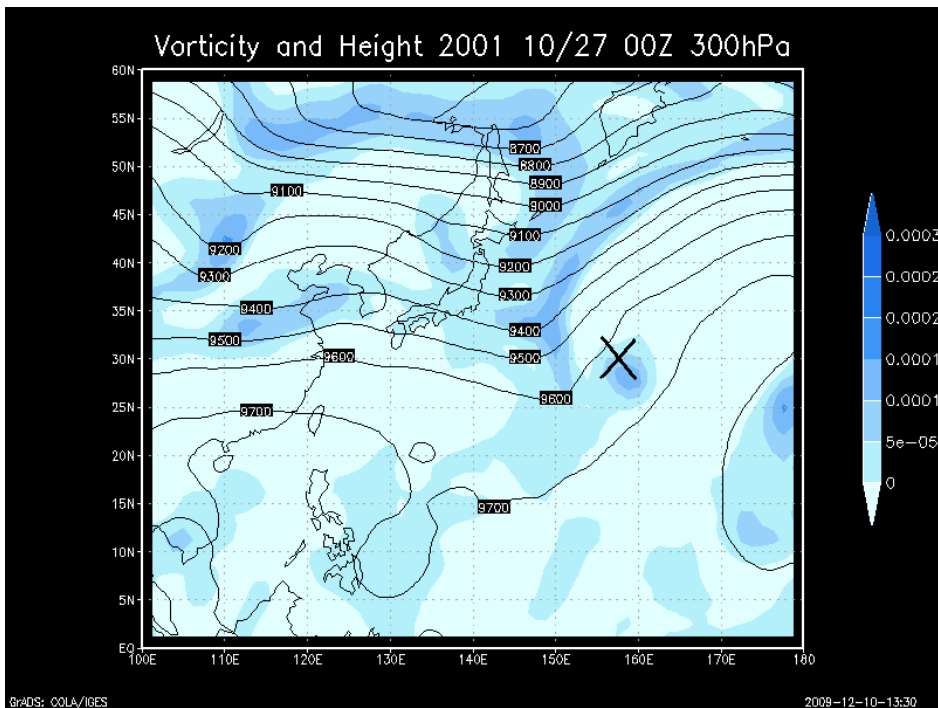 Vorticity and Height 2001 10/27 00Z 300hPa
60N
55N
50N
45N
40N
35N
30N
25N
20N
15N
10N
5N
EQ
100E 110E 120E 130E 140E 150E 160E 170E 180
8700
8800
8900
9000
9100
9100
9200
9200
9300
9300
9400
9400
9500
9500
9600
9600
9700
9700
0.0003
0.0002
0.0002
0.0001
0.0001
5e-05
0
GrADS: COLA/IGES
2009-12-10-13:30